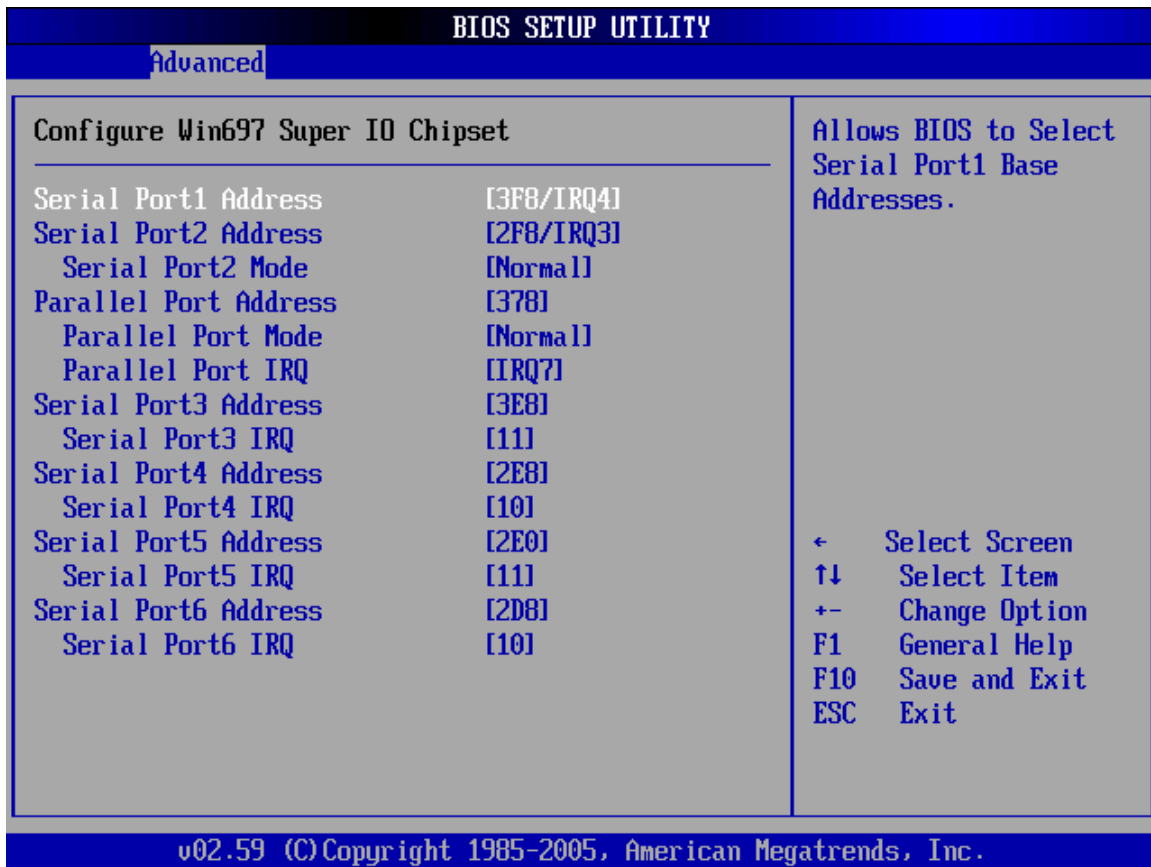 BIOS SETUP UTILITY
Advanced
Configure Win697 Super IO Chipset
Serial Port1 Address [3F8/IRQ4]
Serial Port2 Address [2F8/IRQ3]
Serial Port2 Mode [Normal]
Parallel Port Address [378]
Parallel Port Mode [Normal]
Parallel Port IRQ [IRQ7]
Serial Port3 Address [3E8]
Serial Port3 IRQ [11]
Serial Port4 Address [2E8]
Serial Port4 IRQ [10]
Serial Port5 Address [2E0]
Serial Port5 IRQ [11]
Serial Port6 Address [2D8]
Serial Port6 IRQ [10]
Allows BIOS to Select
Serial Port1 Base
Addresses.
← Select Screen
↑↓ Select Item
+- Change Option
F1 General Help
F10 Save and Exit
ESC Exit
v02.59 (C)Copyright 1985-2005, American Megatrends, Inc.